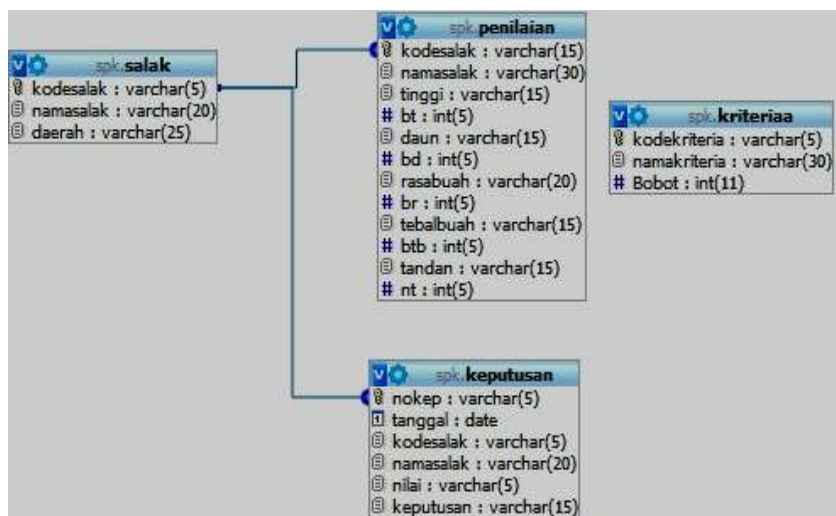 spk.salak
kodesalak : varchar(5)
namasalak : varchar(20)
daerah : varchar(25)
spk.penilaian
kodesalak : varchar(15)
namasalak : varchar(30)
tinggi : varchar(15)
# bt : int(5)
daun : varchar(15)
# bd : int(5)
rasabuah : varchar(20)
# br : int(5)
tebalbuah : varchar(15)
# btb : int(5)
tandan : varchar(15)
# nt : int(5)
spk.kriteriaa
kodekriteria : varchar(5)
namakriteria : varchar(30)
# Bobot : int(11)
spk.keputusan
nokep : varchar(5)
tanggal : date
kodesalak : varchar(5)
namasalak : varchar(20)
nilai : varchar(5)
keputusan : varchar(15)